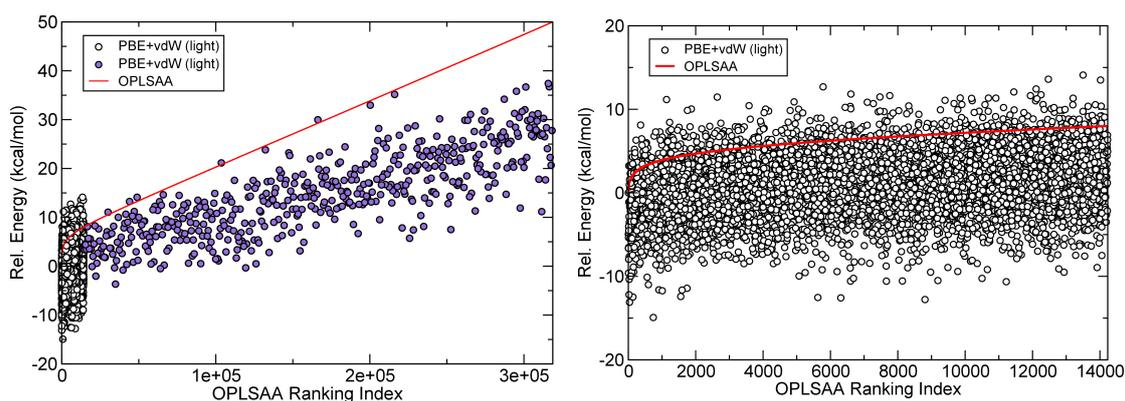 50
40
30
20
10
0
-10
-20
Rel. Energy (kcal/mol)
PBE+vdW (light)
PBE+vdW (light)
OPLSAA
0 1e+05 2e+05 3e+05
OPLSAA Ranking Index
20
10
0
-10
-20
Rel. Energy (kcal/mol)
PBE+vdW (light)
OPLSAA
0 2000 4000 6000 8000 10000 12000 14000
OPLSAA Ranking Index